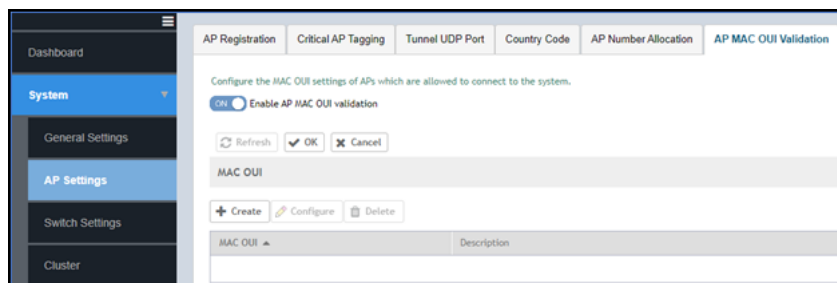 Dashboard
System
General Settings
AP Settings
Switch Settings
Cluster
AP Registration Critical AP Tagging Tunnel UDP Port Country Code AP Number Allocation AP MAC OUI Validation
Configure the MAC OUI settings of APs which are allowed to connect to the system.
ON Enable AP MAC OUI validation
Refresh OK Cancel
MAC OUI
Create Configure Delete
MAC OUI Description